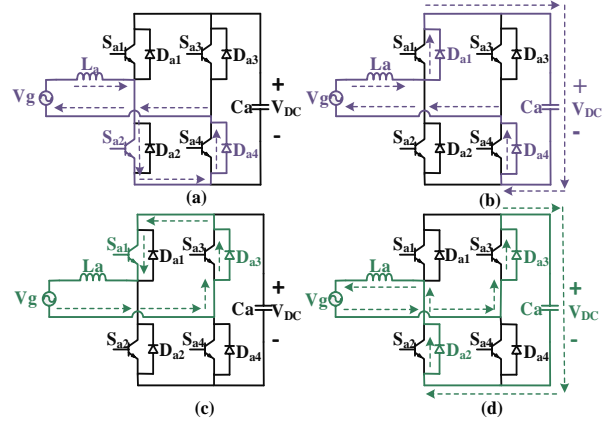 Sa1
Da1
Sa3
Da3
La
Vg
Ca
+
VDC
-
Sa2
Da2
Sa4
Da4
(a)
Sa1
Da1
Sa3
Da3
La
Vg
Ca
+
VDC
-
Sa2
Da2
Sa4
Da4
(b)
Sa1
Da1
Sa3
Da3
La
Vg
Ca
+
VDC
-
Sa2
Da2
Sa4
Da4
(c)
Sa1
Da1
Sa3
Da3
La
Vg
Ca
+
VDC
-
Sa2
Da2
Sa4
Da4
(d)